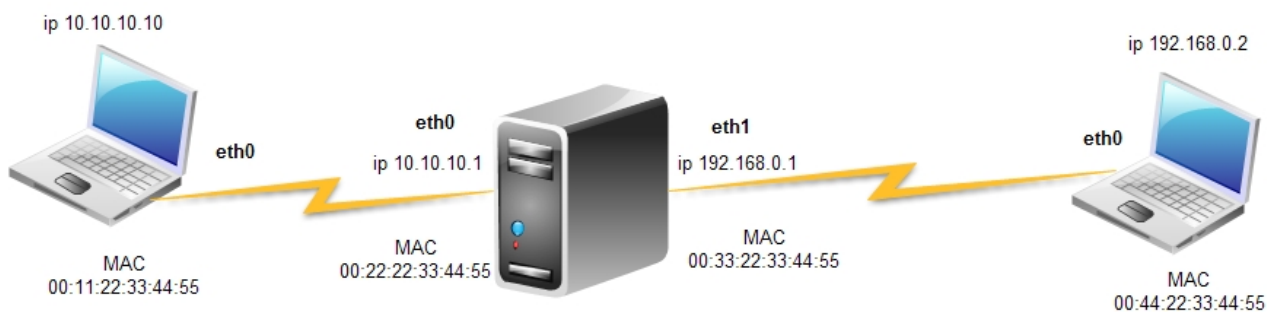 ip 10.10.10.10
eth0
MAC
00:11:22:33:44:55
eth0
ip 10.10.10.1
MAC
00:22:22:33:44:55
eth1
ip 192.168.0.1
MAC
00:33:22:33:44:55
ip 192.168.0.2
eth0
MAC
00:44:22:33:44:55